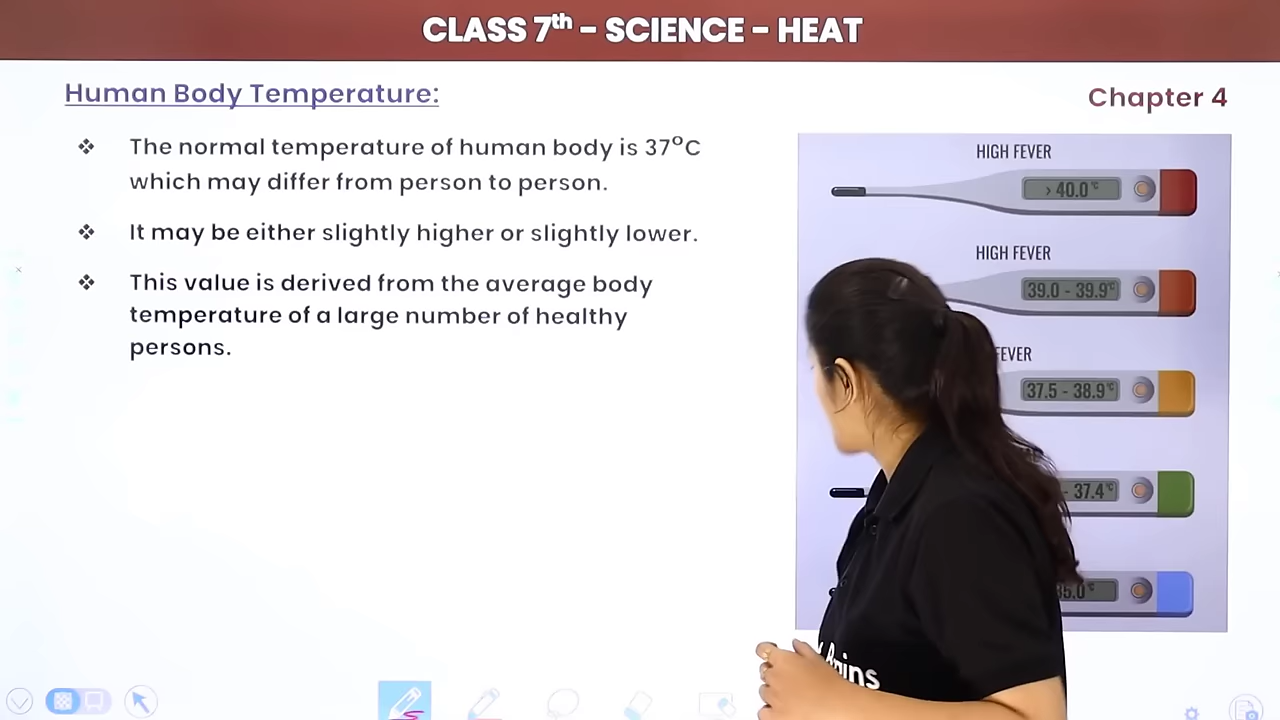 CLASS 7th - SCIENCE - HEAT
Human Body Temperature:
Chapter 4
❖ The normal temperature of human body is 37°C
which may differ from person to person.
❖ It may be either slightly higher or slightly lower.
❖ This value is derived from the average body
temperature of a large number of healthy
persons.
HIGH FEVER
> 40.0°C
HIGH FEVER
39.0 - 39.9°C
FEVER
37.5 - 38.9°C
- 37.4°C
35.0°C